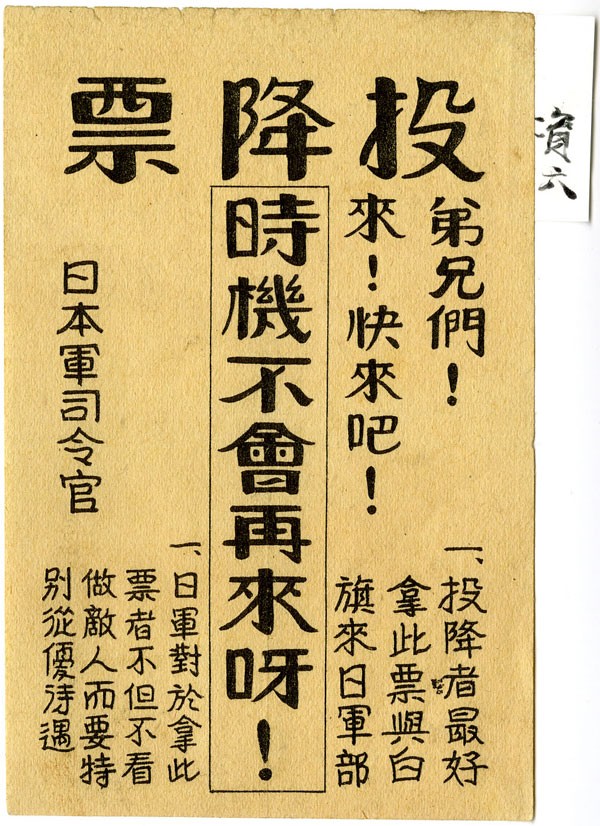 投降票
弟兄們！
來！快來吧！
一、投降者最好
拿此票與白
旗來日軍部
時機不會再來呀！
一、日軍對於拿此
票者不但不看
做敵人而要特
別從優待遇
日本軍司令官
資六